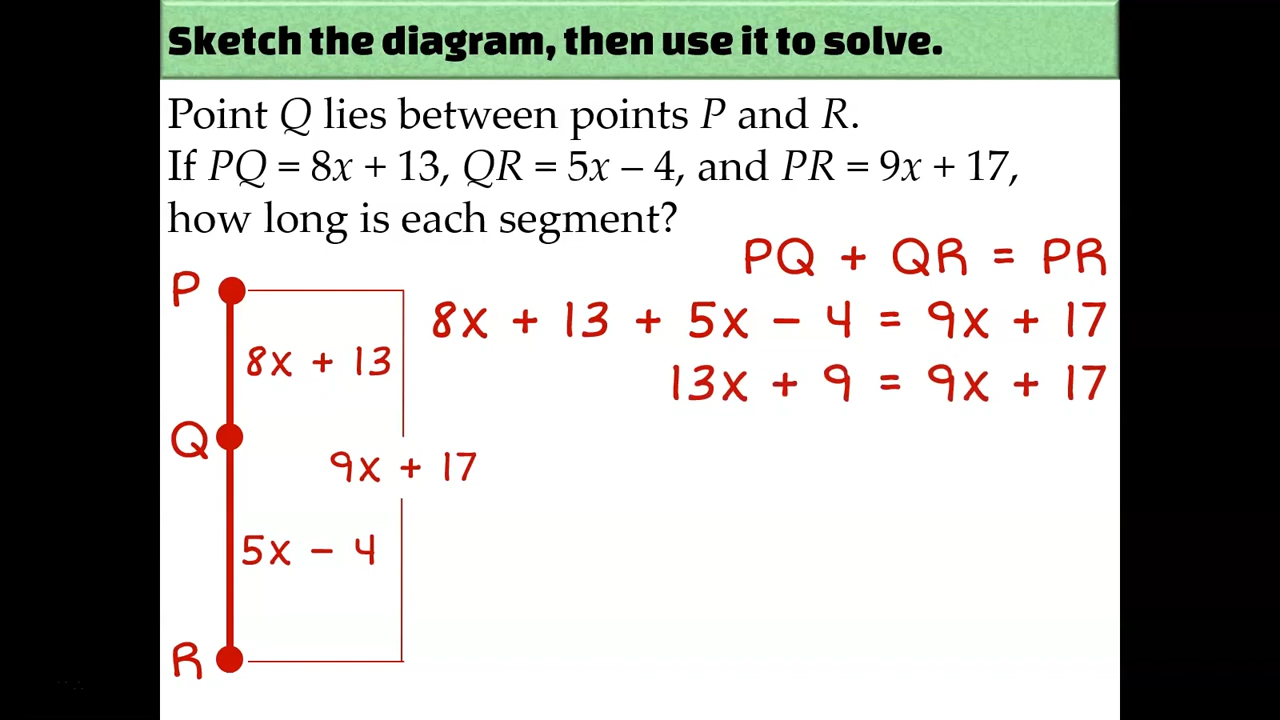 Sketch the diagram, then use it to solve.
Point Q lies between points P and R.
If PQ = 8x + 13, QR = 5x – 4, and PR = 9x + 17,
how long is each segment?
PQ + QR = PR
8x + 13 + 5x – 4 = 9x + 17
13x + 9 = 9x + 17
P
8x + 13
Q
9x + 17
5x – 4
R